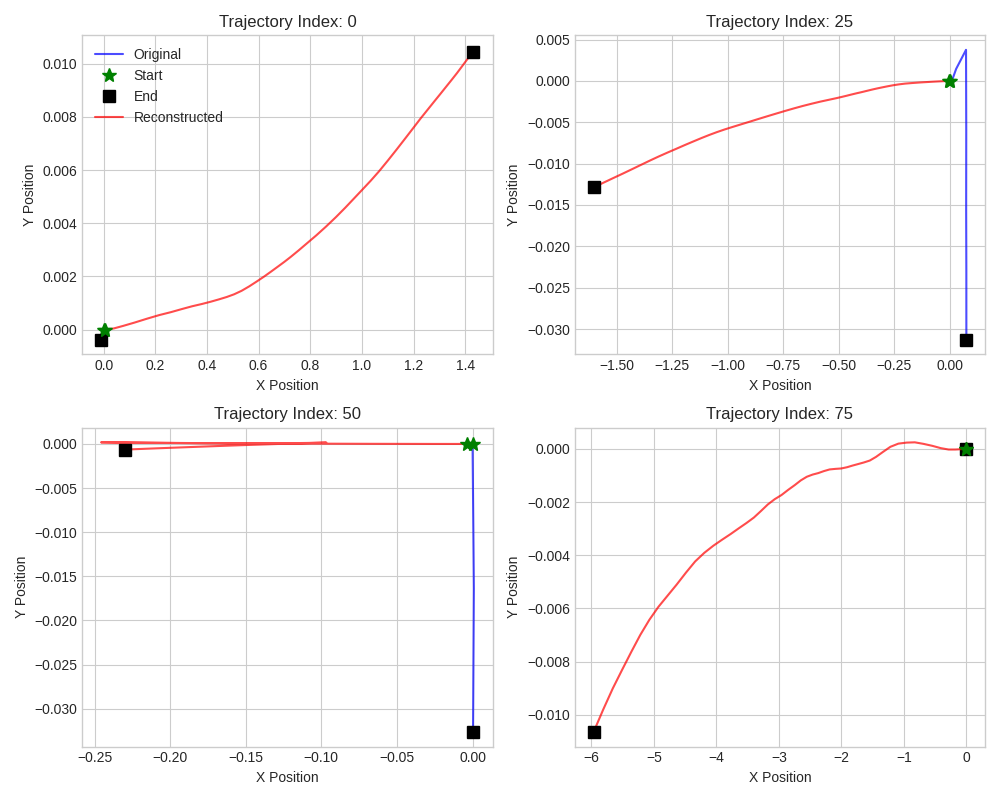 Trajectory Index: 0
Original
Start
End
Reconstructed
0.010
0.008
0.006
0.004
0.002
0.000
Y Position
0.0 0.2 0.4 0.6 0.8 1.0 1.2 1.4
X Position
Trajectory Index: 25
0.005
0.000
−0.005
−0.010
−0.015
−0.020
−0.025
−0.030
Y Position
−1.50 −1.25 −1.00 −0.75 −0.50 −0.25 0.00
X Position
Trajectory Index: 50
0.000
−0.005
−0.010
−0.015
−0.020
−0.025
−0.030
Y Position
−0.25 −0.20 −0.15 −0.10 −0.05 0.00
X Position
Trajectory Index: 75
0.000
−0.002
−0.004
−0.006
−0.008
−0.010
Y Position
−6 −5 −4 −3 −2 −1 0
X Position